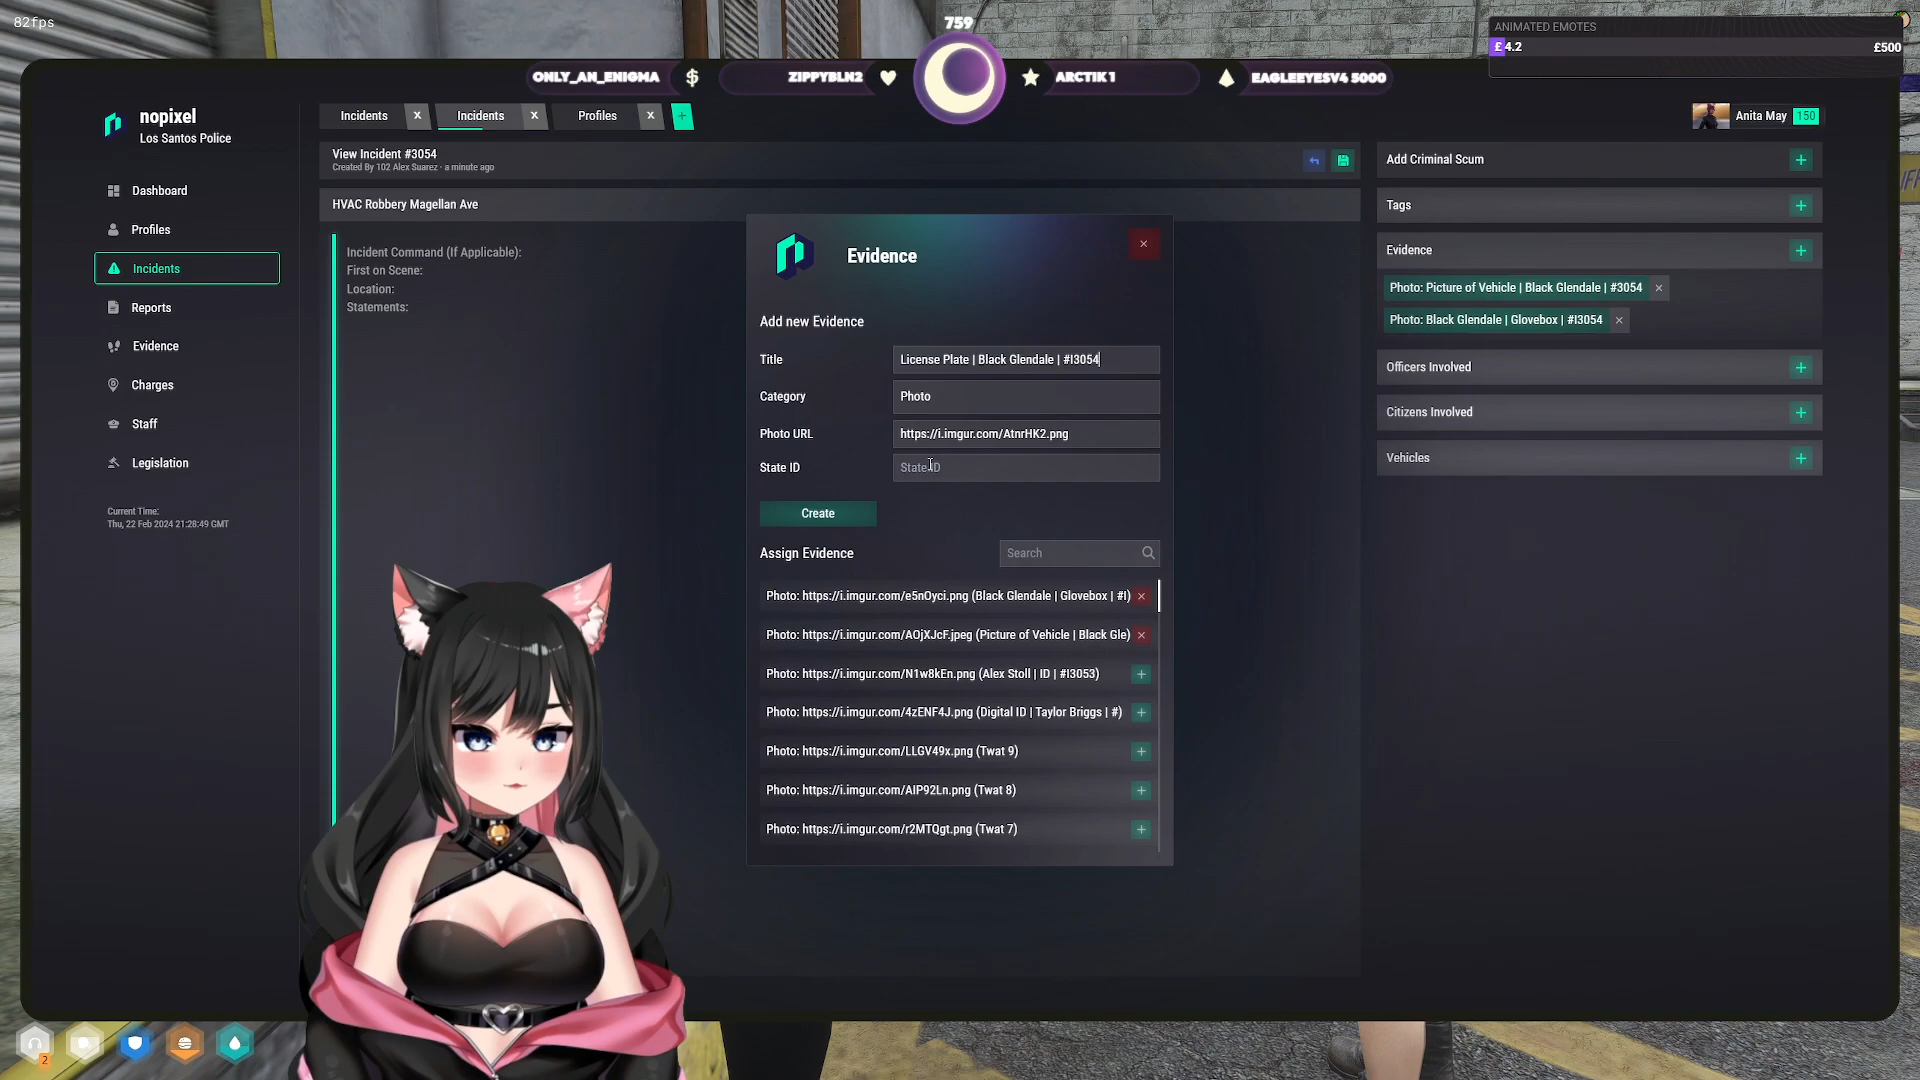 82fps
759
ANIMATED EMOTES
£4.2
£500
ONLY_AN_ENIGMA
ZIPPYBLN2
ARCTIK 1
EAGLEEYESV4 5000
nopixel
Los Santos Police
Incidents
Incidents
Profiles
Anita May 150
View Incident #3054
Created By 102 Alex Suarez · a minute ago
HVAC Robbery Magellan Ave
Incident Command (If Applicable):
First on Scene:
Location:
Statements:
Dashboard
Profiles
Incidents
Reports
Evidence
Charges
Staff
Legislation
Current Time:
Thu, 22 Feb 2024 21:28:49 GMT
Evidence
Add new Evidence
Title
License Plate | Black Glendale | #I3054
Category
Photo
Photo URL
https://i.imgur.com/AtnrHK2.png
State ID
State ID
Create
Assign Evidence
Search
Photo: https://i.imgur.com/e5nOyci.png (Black Glendale | Glovebox | #I)
Photo: https://i.imgur.com/AOjXJcF.jpeg (Picture of Vehicle | Black Gle)
Photo: https://i.imgur.com/N1w8kEn.png (Alex Stoll | ID | #I3053)
Photo: https://i.imgur.com/4zENF4J.png (Digital ID | Taylor Briggs | #)
Photo: https://i.imgur.com/LLGV49x.png (Twat 9)
Photo: https://i.imgur.com/AIP92Ln.png (Twat 8)
Photo: https://i.imgur.com/r2MTQgt.png (Twat 7)
Add Criminal Scum
Tags
Evidence
Photo: Picture of Vehicle | Black Glendale | #3054
Photo: Black Glendale | Glovebox | #I3054
Officers Involved
Citizens Involved
Vehicles
2